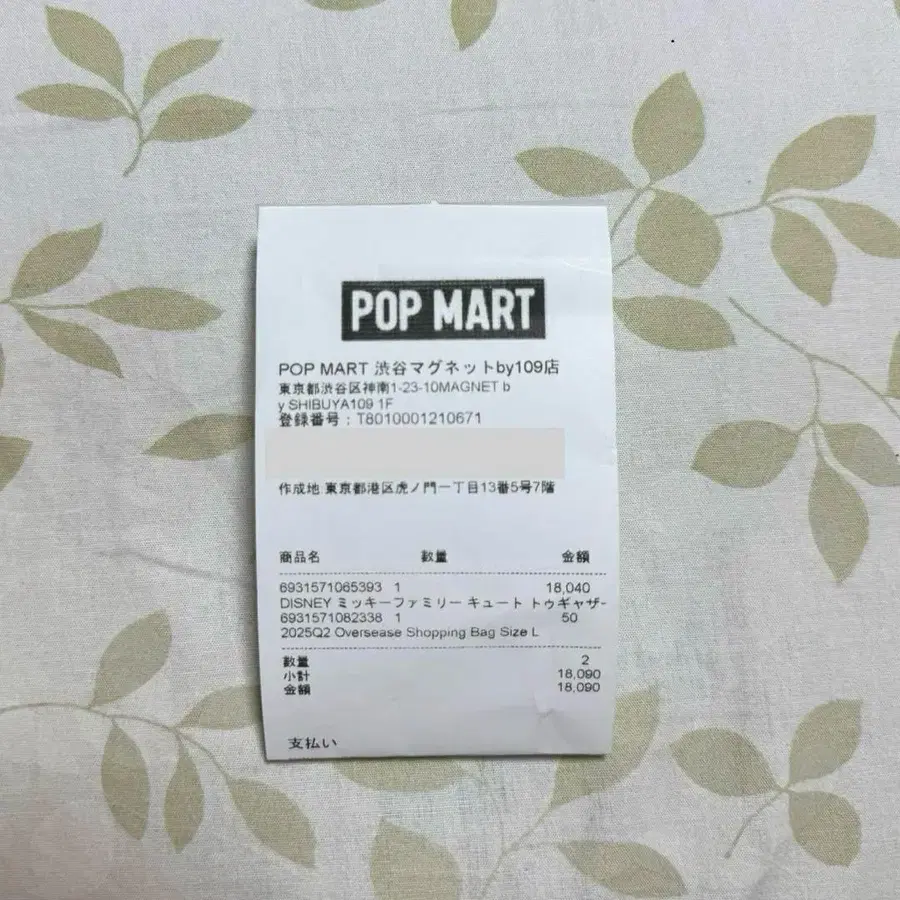 POP MART
POP MART 渋谷マグネットby109店
東京都渋谷区神南1-23-10MAGNET b
y SHIBUYA109 1F
登録番号：T8010001210671
作成地 東京都港区虎ノ門一丁目13番5号7階
商品名 数量 金額
6931571065393 1 18,040
DISNEY ミッキーファミリー キュート トゥギャザｰ
6931571082338 1 50
2025Q2 Oversease Shopping Bag Size L
数量 2
小計 18,090
金額 18,090
支払い